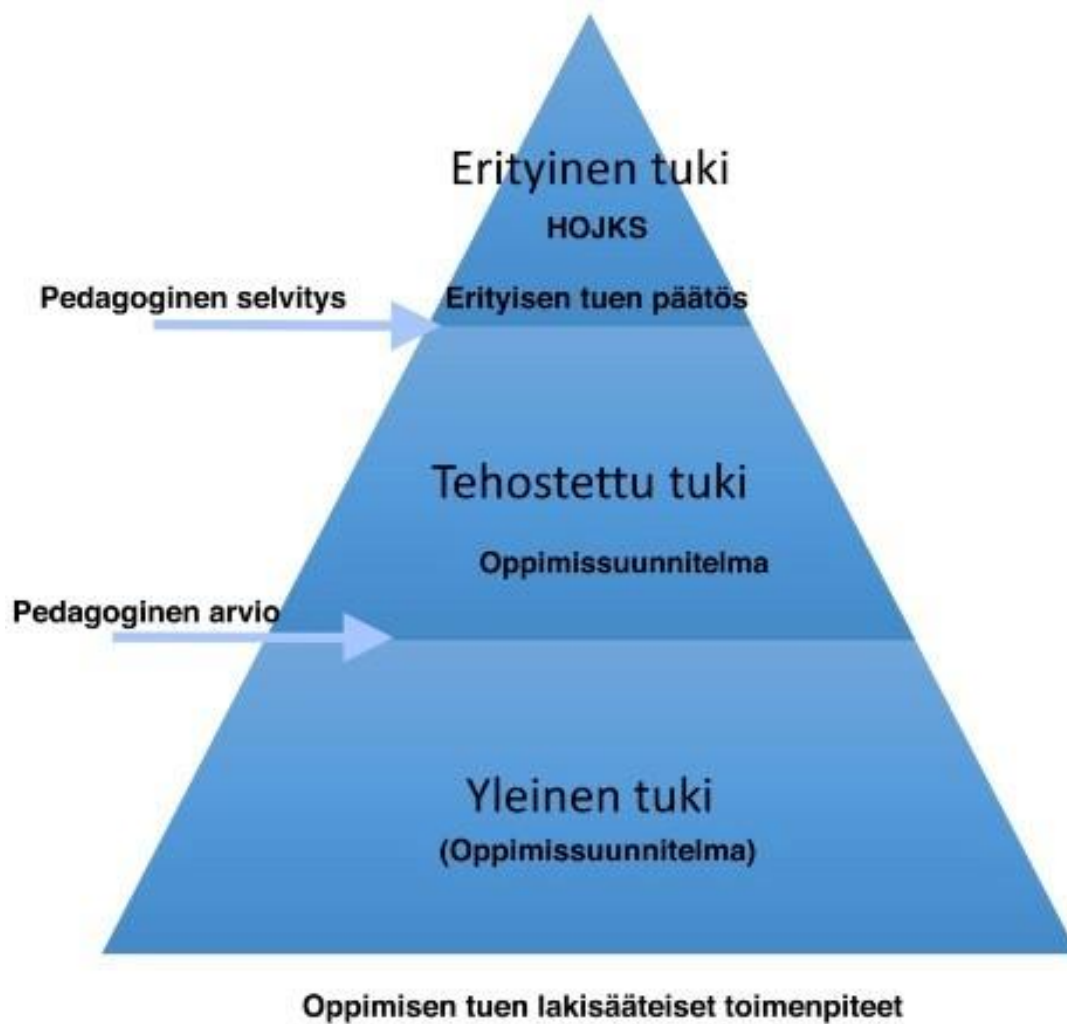 Erityinen tuki
HOJKS
Pedagoginen selvitys
Erityisen tuen päätös
Tehostettu tuki
Oppimissuunnitelma
Pedagoginen arvio
Yleinen tuki
(Oppimissuunnitelma)
Oppimisen tuen lakisääteiset toimenpiteet